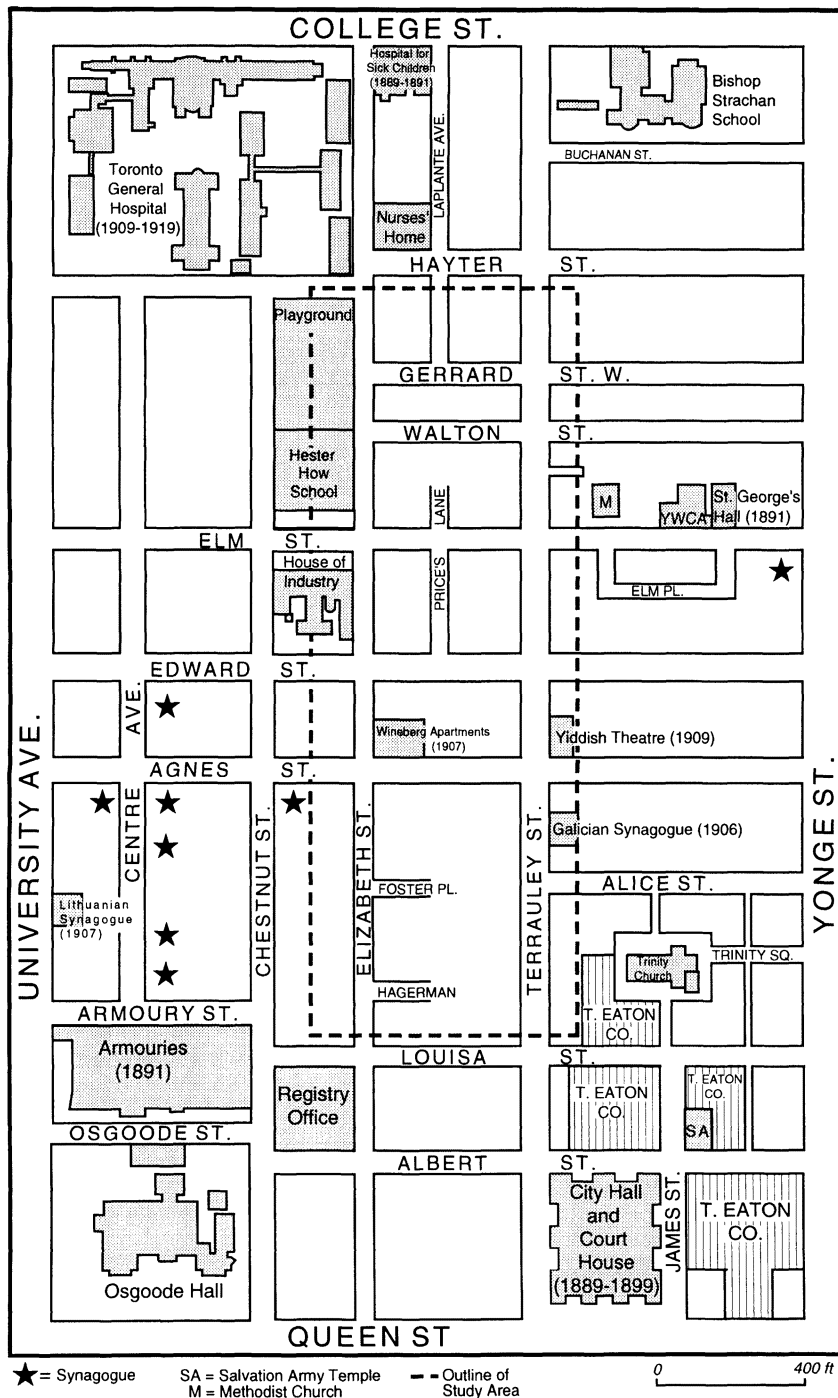 COLLEGE ST.
Hospital for
Sick Children
(1889-1891)
Bishop
Strachan
School
LAPLANTE AVE.
BUCHANAN ST.
Toronto
General
Hospital
(1909-1919)
Nurses'
Home
HAYTER ST.
Playground
GERRARD ST. W.
WALTON ST.
Hester
How
School
LANE
M
YWCA
St. George's
Hall (1891)
ELM ST.
House of
Industry
PRICE'S
ELM PL.
EDWARD ST.
UNIVERSITY AVE.
AVE.
Wineberg Apartments
(1907)
Yiddish Theatre (1909)
AGNES ST.
CENTRE
CHESTNUT ST.
ELIZABETH ST.
TERRAULEY ST.
YONGE ST.
Galician Synagogue (1906)
FOSTER PL.
ALICE ST.
Lithuanian
Synagogue
(1907)
Trinity
Church
TRINITY SQ.
HAGERMAN
ARMOURY ST.
T. EATON
CO.
LOUISA ST.
Armouries
(1891)
Registry
Office
T. EATON
CO.
T. EATON
CO.
SA
OSGOODE ST.
ALBERT ST.
City Hall
and
Court
House
(1889-1899)
JAMES ST.
T. EATON
CO.
Osgoode Hall
QUEEN ST
= Synagogue
SA = Salvation Army Temple
M = Methodist Church
= Outline of
Study Area
0 400 ft